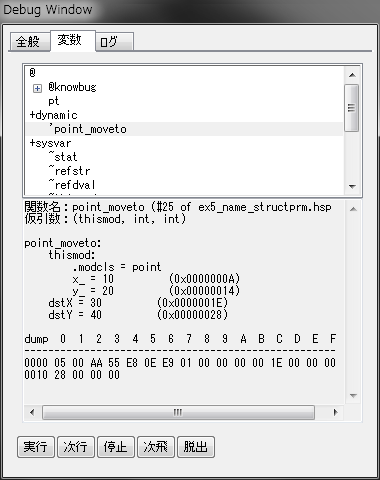 Debug Window
全般 変数 ログ
@
@knowbug
pt
+dynamic
'point_moveto
+sysvar
~stat
~refstr
~refdval
関数名：point_moveto (#25 of ex5_name_structprm.hsp
仮引数：(thismod, int, int)
point_moveto:
thismod:
.modcls = point
x_ = 10 (0x0000000A)
y_ = 20 (0x00000014)
dstX = 30 (0x0000001E)
dstY = 40 (0x00000028)
dump 0 1 2 3 4 5 6 7 8 9 A B C D E F
0000 05 00 AA 55 E8 0E E9 01 00 00 00 00 1E 00 00 00
0010 28 00 00 00
実行 次行 停止 次飛 脱出